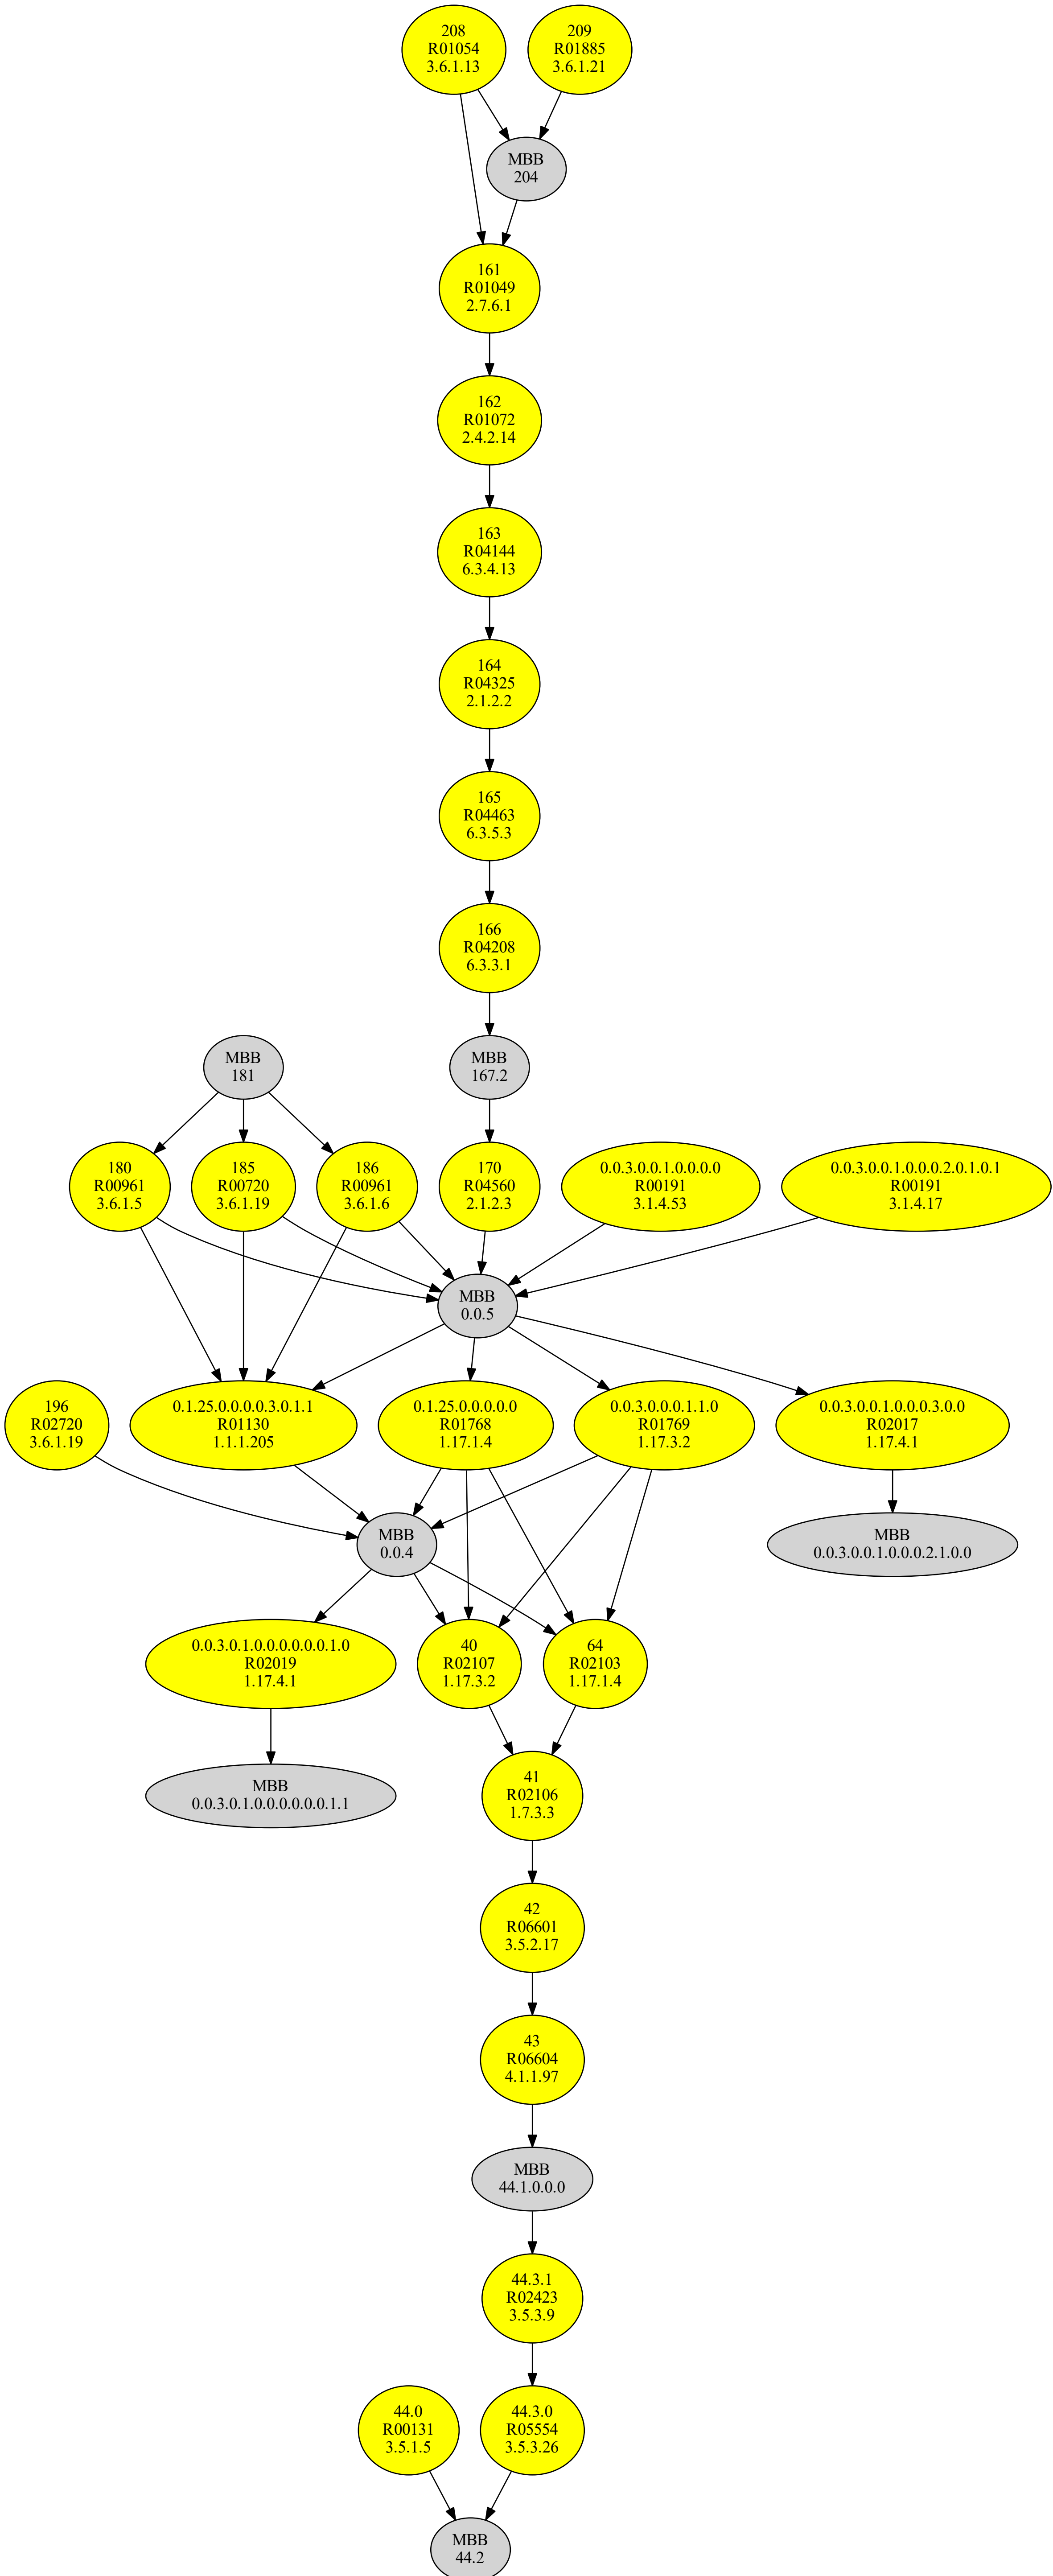 208
R01054
3.6.1.13
209
R01885
3.6.1.21
MBB
204
161
R01049
2.7.6.1
162
R01072
2.4.2.14
163
R04144
6.3.4.13
164
R04325
2.1.2.2
165
R04463
6.3.5.3
166
R04208
6.3.3.1
MBB
181
MBB
167.2
180
R00961
3.6.1.5
185
R00720
3.6.1.19
186
R00961
3.6.1.6
170
R04560
2.1.2.3
0.0.3.0.0.1.0.0.0.0
R00191
3.1.4.53
0.0.3.0.0.1.0.0.0.2.0.1.0.1
R00191
3.1.4.17
MBB
0.0.5
196
R02720
3.6.1.19
0.1.25.0.0.0.0.3.0.1.1
R01130
1.1.1.205
0.1.25.0.0.0.0.0
R01768
1.17.1.4
0.0.3.0.0.0.1.1.0
R01769
1.17.3.2
0.0.3.0.0.1.0.0.0.3.0.0
R02017
1.17.4.1
MBB
0.0.4
MBB
0.0.3.0.0.1.0.0.0.2.1.0.0
0.0.3.0.1.0.0.0.0.0.0.1.0
R02019
1.17.4.1
40
R02107
1.17.3.2
64
R02103
1.17.1.4
MBB
0.0.3.0.1.0.0.0.0.0.0.1.1
41
R02106
1.7.3.3
42
R06601
3.5.2.17
43
R06604
4.1.1.97
MBB
44.1.0.0.0
44.3.1
R02423
3.5.3.9
44.0
R00131
3.5.1.5
44.3.0
R05554
3.5.3.26
MBB
44.2